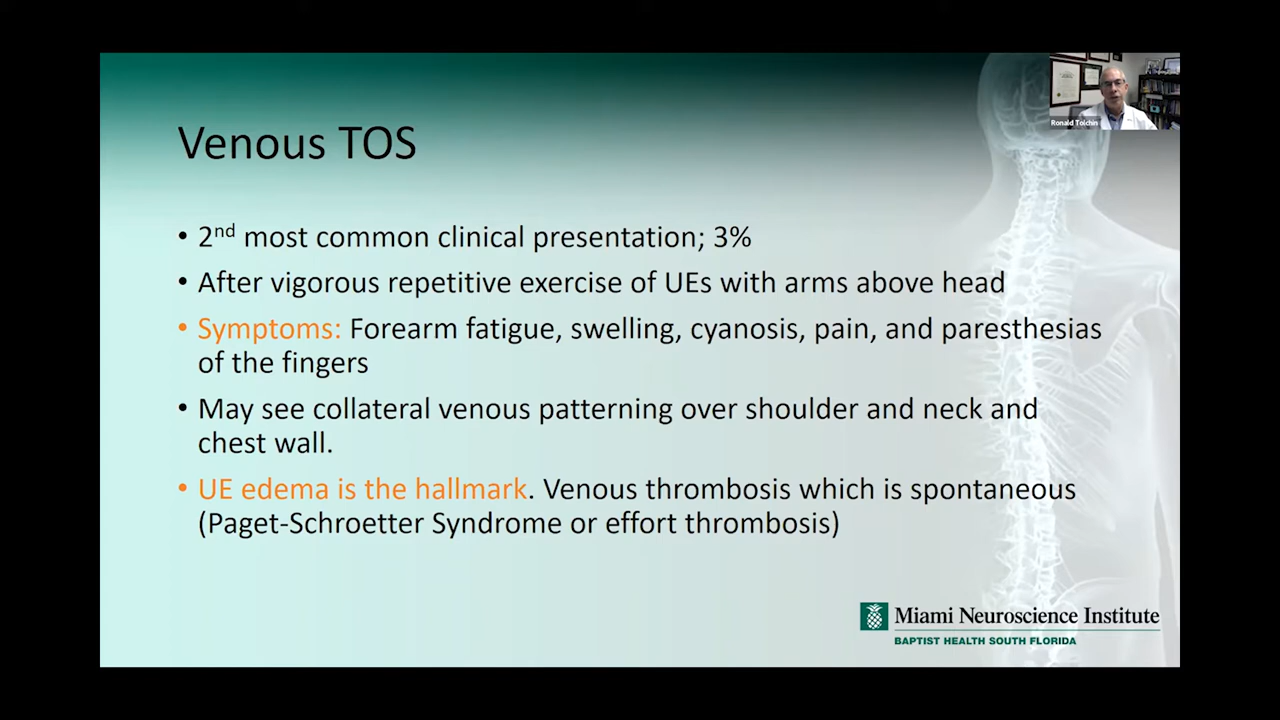 Ronald Tolchin
Venous TOS
• 2nd most common clinical presentation; 3%
• After vigorous repetitive exercise of UEs with arms above head
• Symptoms: Forearm fatigue, swelling, cyanosis, pain, and paresthesias
of the fingers
• May see collateral venous patterning over shoulder and neck and
chest wall.
• UE edema is the hallmark. Venous thrombosis which is spontaneous
(Paget-Schroetter Syndrome or effort thrombosis)
Miami Neuroscience Institute
BAPTIST HEALTH SOUTH FLORIDA